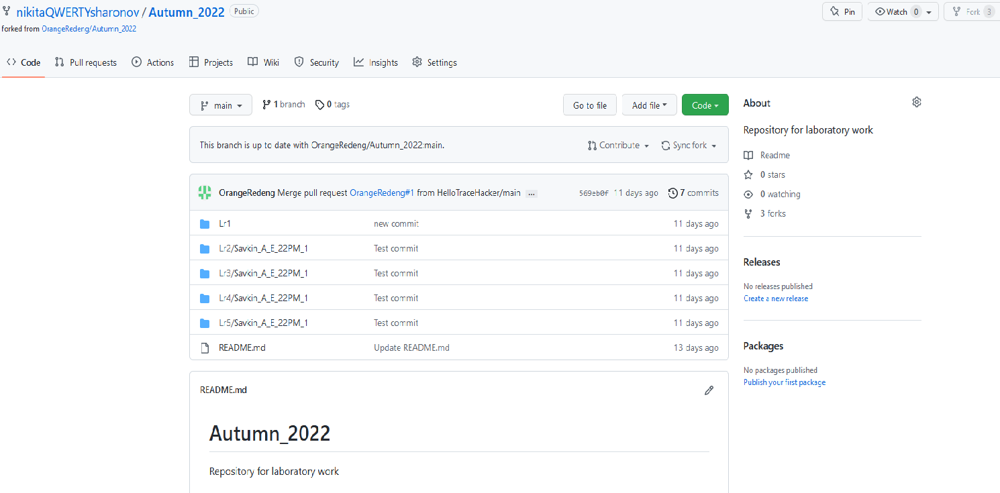 nikitaQWERTYsharonov / Autumn_2022 Public
Pin Watch 0 Fork 3
forked from OrangeRedeng/Autumn_2022
Code Pull requests Actions Projects Wiki Security Insights Settings
main 1 branch 0 tags Go to file Add file Code
This branch is up to date with OrangeRedeng/Autumn_2022:main. Contribute Sync fork
OrangeRedeng Merge pull request OrangeRedeng#1 from HelloTraceHacker/main ... 569eb0f 11 days ago 7 commits
Lr1 new commit 11 days ago
Lr2/Savkin_A_E_22PM_1 Test commit 11 days ago
Lr3/Savkin_A_E_22PM_1 Test commit 11 days ago
Lr4/Savkin_A_E_22PM_1 Test commit 11 days ago
Lr5/Savkin_A_E_22PM_1 Test commit 11 days ago
README.md Update README.md 13 days ago
README.md
Autumn_2022
Repository for laboratory work
About
Repository for laboratory work
Readme
0 stars
0 watching
3 forks
Releases
No releases published
Create a new release
Packages
No packages published
Publish your first package